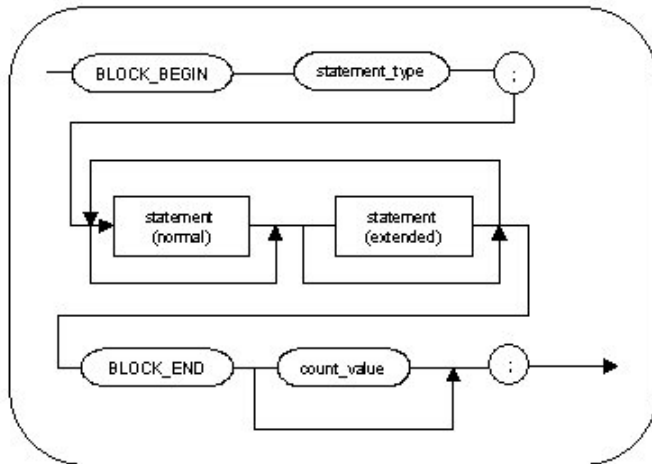 BLOCK_BEGIN statement_type ;
statement
(normal)
statement
(extended)
BLOCK_END count_value ;